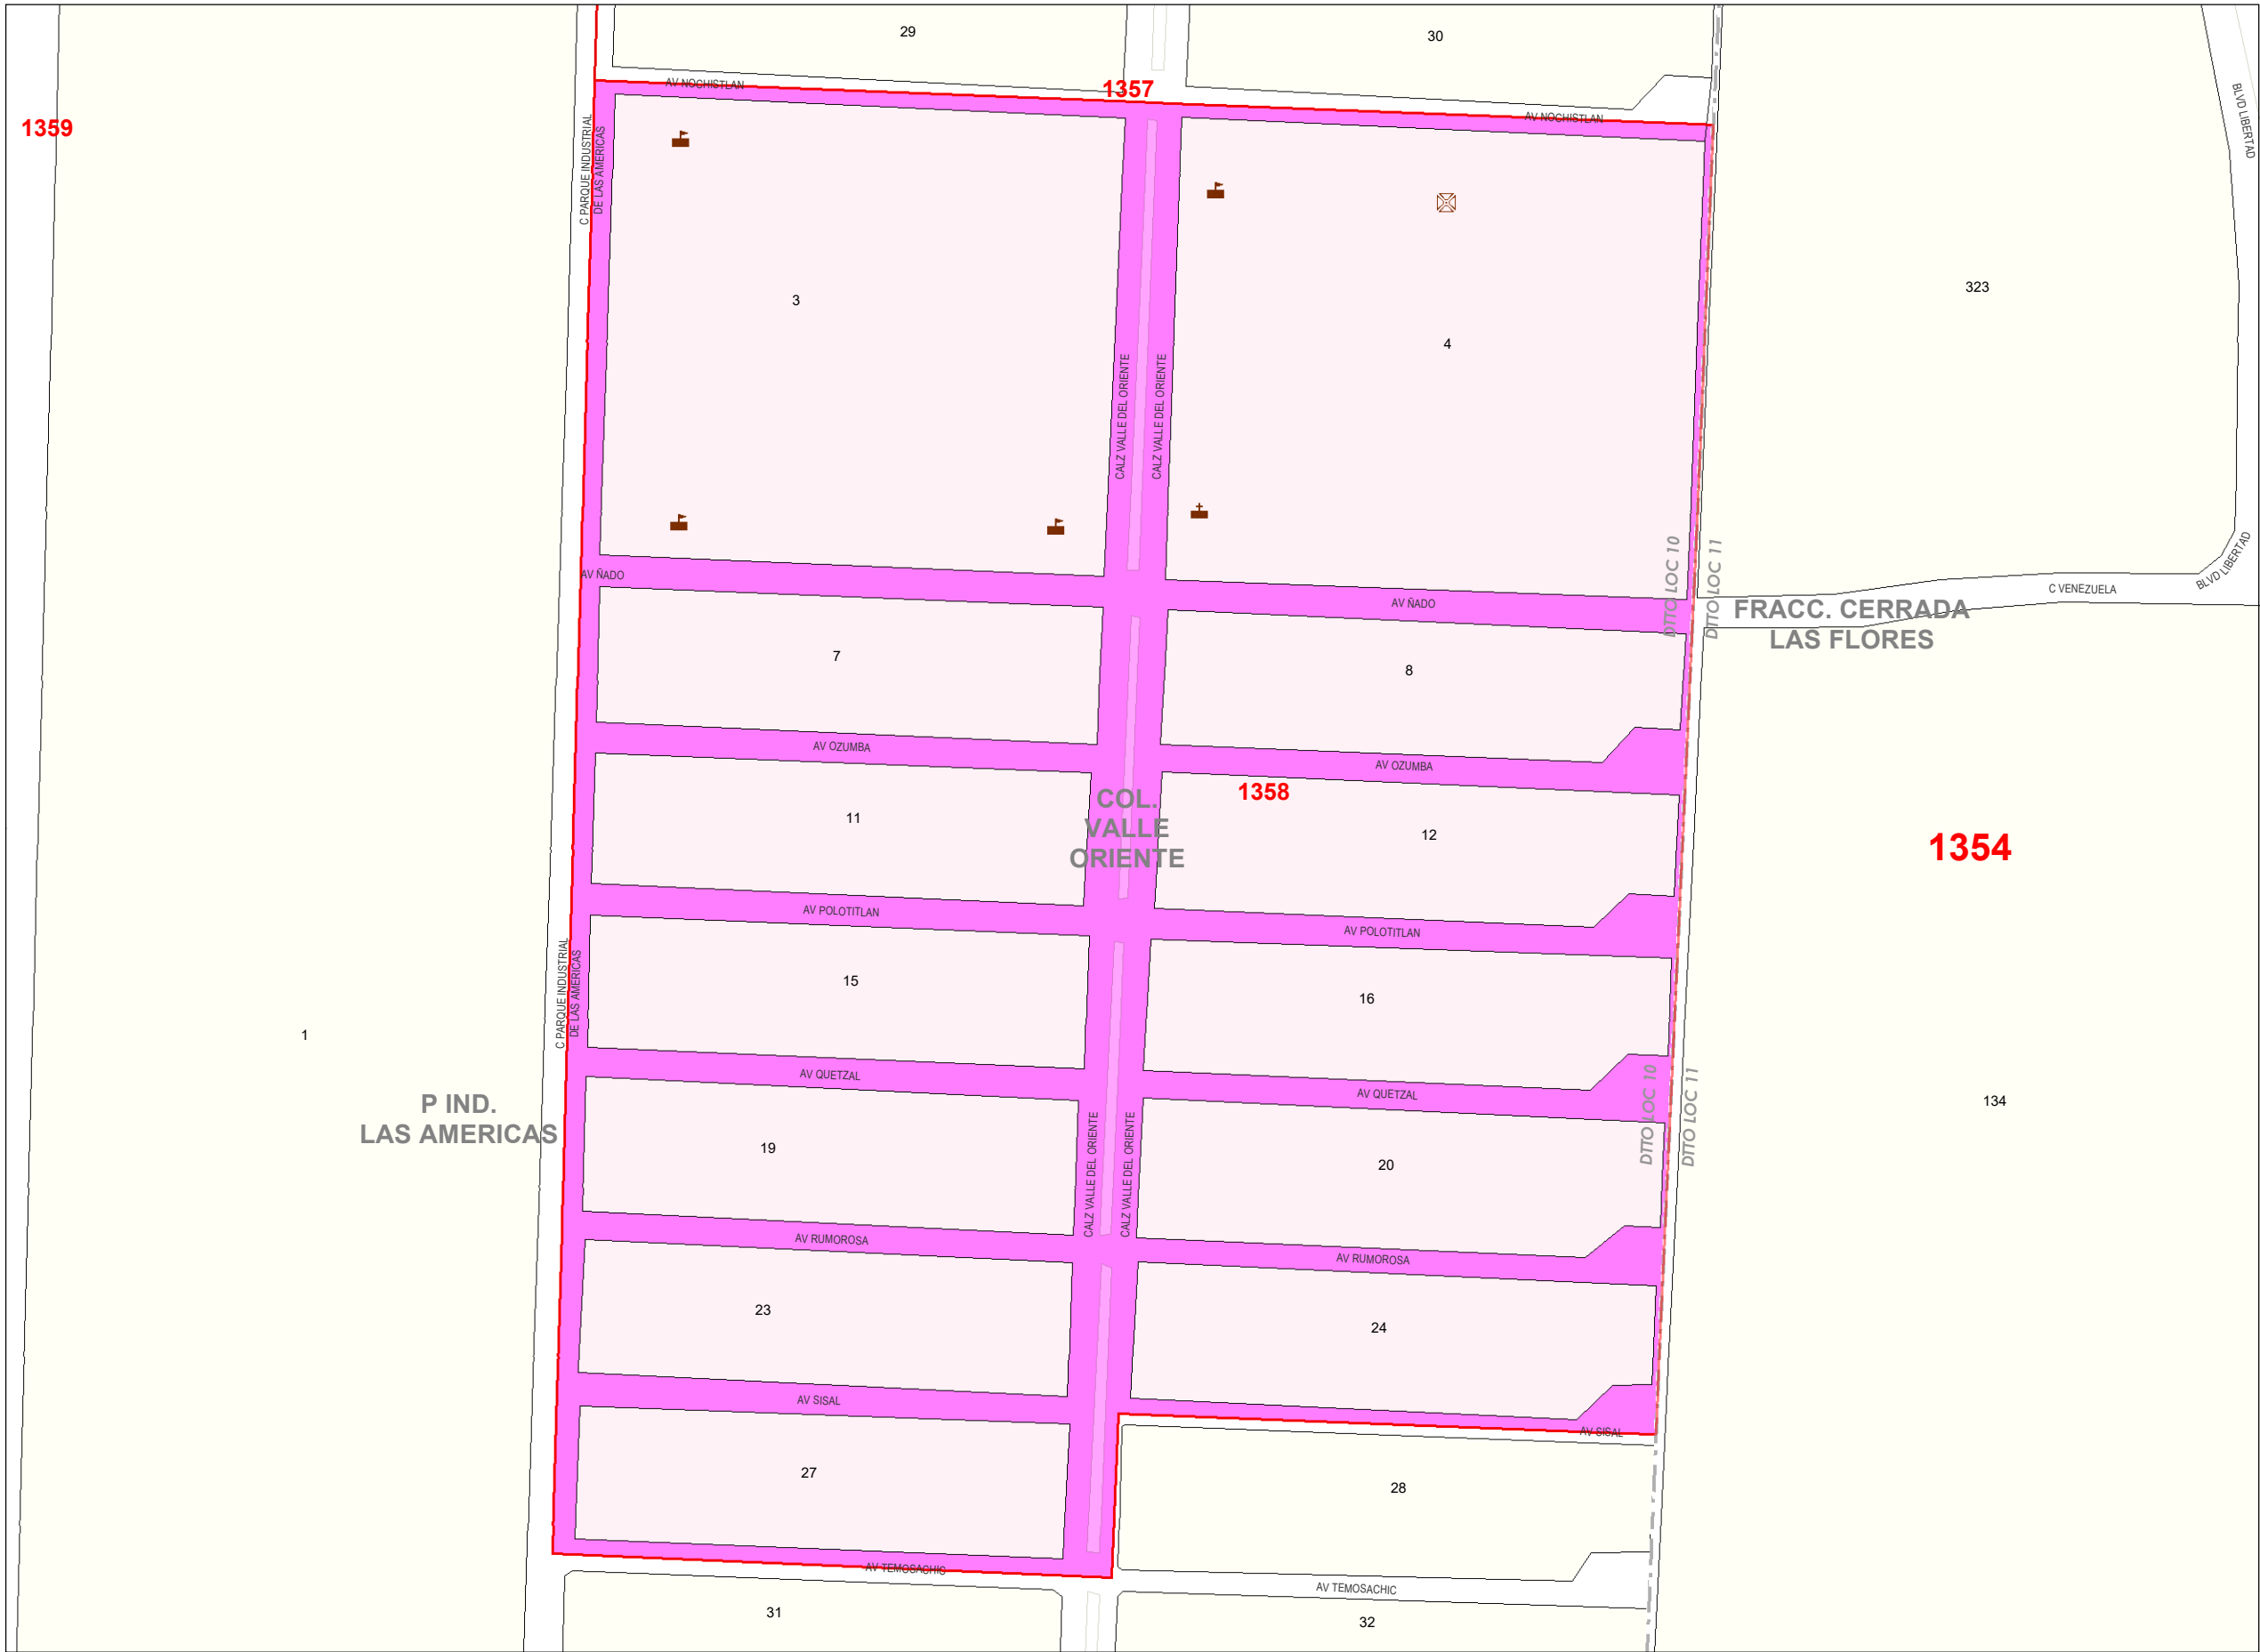 29
30
AV NOCHISTLAN
1357
AV NOCHISTLAN
1359
C PARQUE INDUSTRIAL
DE LAS AMERICAS
BLVD LIBERTAD
3
4
323
CALZ VALLE DEL ORIENTE
CALZ VALLE DEL ORIENTE
DTTO LOC 10
DTTO LOC 11
BLVD LIBERTAD
AV ÑADO
AV ÑADO
C VENEZUELA
FRACC. CERRADA
LAS FLORES
7
8
AV OZUMBA
AV OZUMBA
1358
COL.
VALLE
ORIENTE
11
12
1354
AV POLOTITLAN
AV POLOTITLAN
C PARQUE INDUSTRIAL
DE LAS AMERICAS
15
16
1
AV QUETZAL
AV QUETZAL
DTTO LOC 10
DTTO LOC 11
P IND.
LAS AMERICAS
134
CALZ VALLE DEL ORIENTE
CALZ VALLE DEL ORIENTE
19
20
AV RUMOROSA
AV RUMOROSA
23
24
AV SISAL
AV SISAL
27
28
AV TEMOSACHIC
AV TEMOSACHIC
31
32